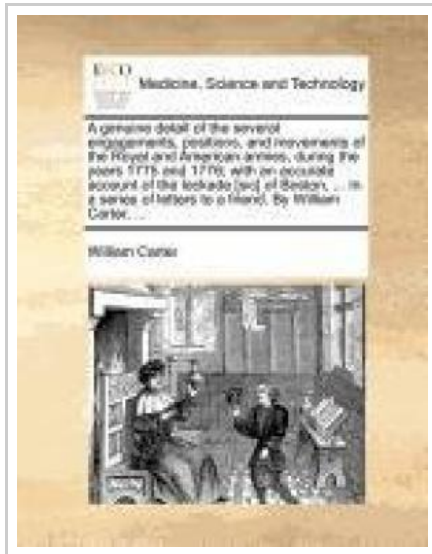 ECCO
Medicine, Science and Technology
A genuine detail of the several
engagements, positions, and movements of
the Royal and American armies, during the
years 1775 and 1776; with an accurate
account of the lockade [sic] of Boston, ... in
a series of letters to a friend. By William
Carter, ...
William Carter